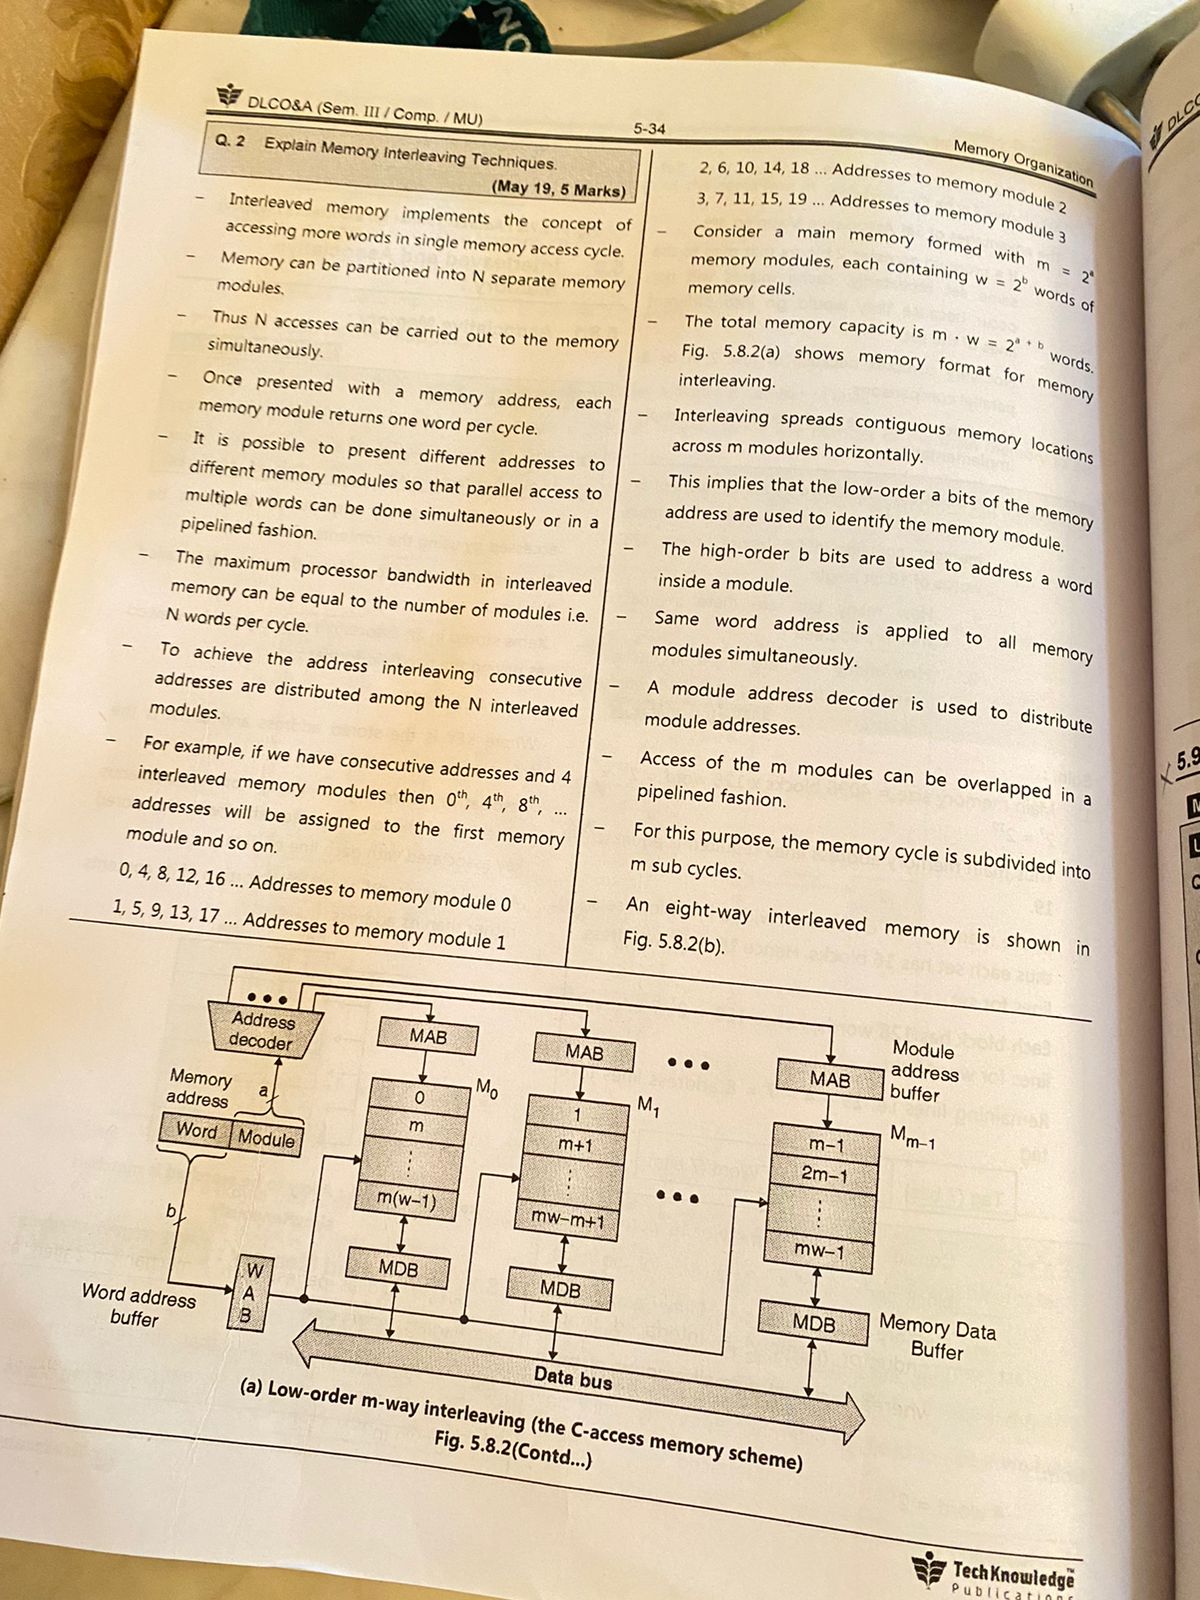 NO
DLCO&A (Sem. III / Comp. / MU)
5-34
Memory Organization
Q. 2 Explain Memory Interleaving Techniques.
(May 19, 5 Marks)
– Interleaved memory implements the concept of
accessing more words in single memory access cycle.
– Memory can be partitioned into N separate memory
modules.
– Thus N accesses can be carried out to the memory
simultaneously.
– Once presented with a memory address, each
memory module returns one word per cycle.
– It is possible to present different addresses to
different memory modules so that parallel access to
multiple words can be done simultaneously or in a
pipelined fashion.
– The maximum processor bandwidth in interleaved
memory can be equal to the number of modules i.e.
N words per cycle.
– To achieve the address interleaving consecutive
addresses are distributed among the N interleaved
modules.
– For example, if we have consecutive addresses and 4
interleaved memory modules then 0th, 4th, 8th, ...
addresses will be assigned to the first memory
module and so on.
0, 4, 8, 12, 16 ... Addresses to memory module 0
1, 5, 9, 13, 17 ... Addresses to memory module 1
2, 6, 10, 14, 18 ... Addresses to memory module 2
3, 7, 11, 15, 19 ... Addresses to memory module 3
– Consider a main memory formed with m = 2ᵃ
memory modules, each containing w = 2ᵇ words of
memory cells.
– The total memory capacity is m · w = 2ᵃ ⁺ ᵇ words.
Fig. 5.8.2(a) shows memory format for memory
interleaving.
– Interleaving spreads contiguous memory locations
across m modules horizontally.
– This implies that the low-order a bits of the memory
address are used to identify the memory module.
– The high-order b bits are used to address a word
inside a module.
– Same word address is applied to all memory
modules simultaneously.
– A module address decoder is used to distribute
module addresses.
– Access of the m modules can be overlapped in a
pipelined fashion.
– For this purpose, the memory cycle is subdivided into
m sub cycles.
– An eight-way interleaved memory is shown in
Fig. 5.8.2(b).
Address
decoder
Memory
address
a
Word Module
b
Word address
buffer
W
A
B
MAB
M₀
0
m
m(w–1)
MDB
MAB
M₁
1
m+1
mw–m+1
MDB
MAB
Module
address
buffer
Mₘ₋₁
m–1
2m–1
mw–1
MDB
Memory Data
Buffer
Data bus
(a) Low-order m-way interleaving (the C-access memory scheme)
Fig. 5.8.2(Contd...)
TechKnowledge™
Publications
DLCO
5.9